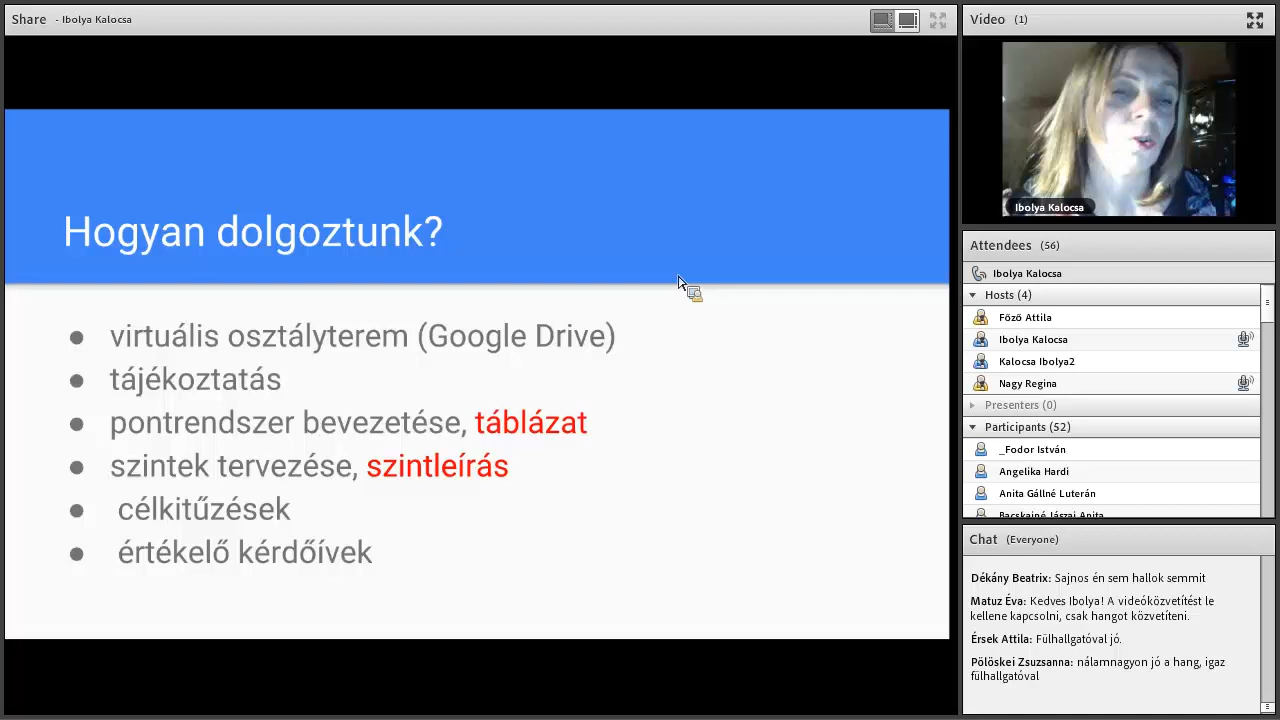 Share - Ibolya Kalocsa
Hogyan dolgoztunk?
● virtuális osztályterem (Google Drive)
● tájékoztatás
● pontrendszer bevezetése, táblázat
● szintek tervezése, szintleírás
● célkitűzések
● értékelő kérdőívek
Video (1)
Ibolya Kalocsa
Attendees (56)
Ibolya Kalocsa
Hosts (4)
Főző Attila
Ibolya Kalocsa
Kalocsa Ibolya2
Nagy Regina
Presenters (0)
Participants (52)
_Fodor István
Angelika Hardi
Anita Gállné Luterán
Bacskainé Jászai Anita
Chat (Everyone)
Dékány Beatrix: Sajnos én sem hallok semmit
Matuz Éva: Kedves Ibolya! A videóközvetítést le
kellene kapcsolni, csak hangot közvetíteni.
Érsek Attila: Fülhallgatóval jó.
Pölöskei Zsuzsanna: nálamnagyon jó a hang, igaz
fülhallgatóval